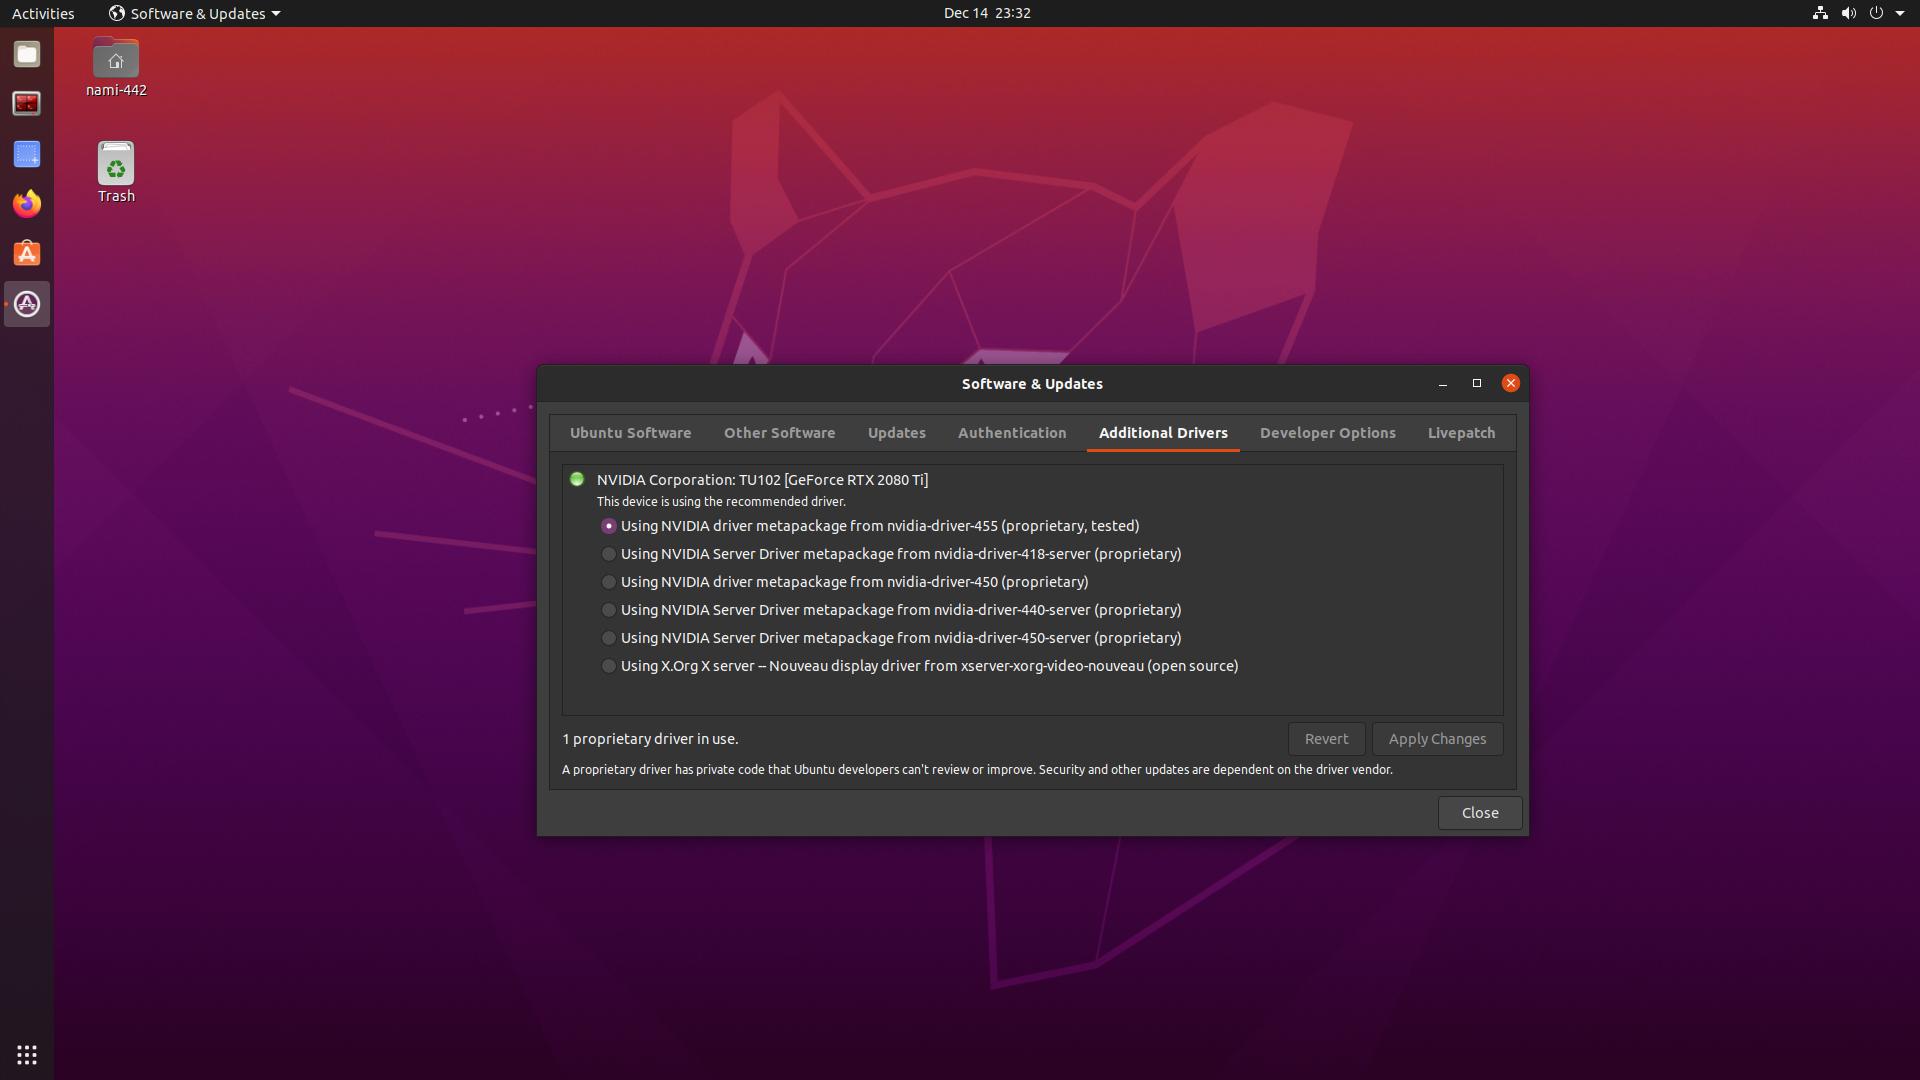 Activities
Software & Updates
Dec 14 23:32
nami-442
Trash
Software & Updates
Ubuntu Software
Other Software
Updates
Authentication
Additional Drivers
Developer Options
Livepatch
NVIDIA Corporation: TU102 [GeForce RTX 2080 Ti]
This device is using the recommended driver.
Using NVIDIA driver metapackage from nvidia-driver-455 (proprietary, tested)
Using NVIDIA Server Driver metapackage from nvidia-driver-418-server (proprietary)
Using NVIDIA driver metapackage from nvidia-driver-450 (proprietary)
Using NVIDIA Server Driver metapackage from nvidia-driver-440-server (proprietary)
Using NVIDIA Server Driver metapackage from nvidia-driver-450-server (proprietary)
Using X.Org X server -- Nouveau display driver from xserver-xorg-video-nouveau (open source)
1 proprietary driver in use.
Revert
Apply Changes
A proprietary driver has private code that Ubuntu developers can't review or improve. Security and other updates are dependent on the driver vendor.
Close